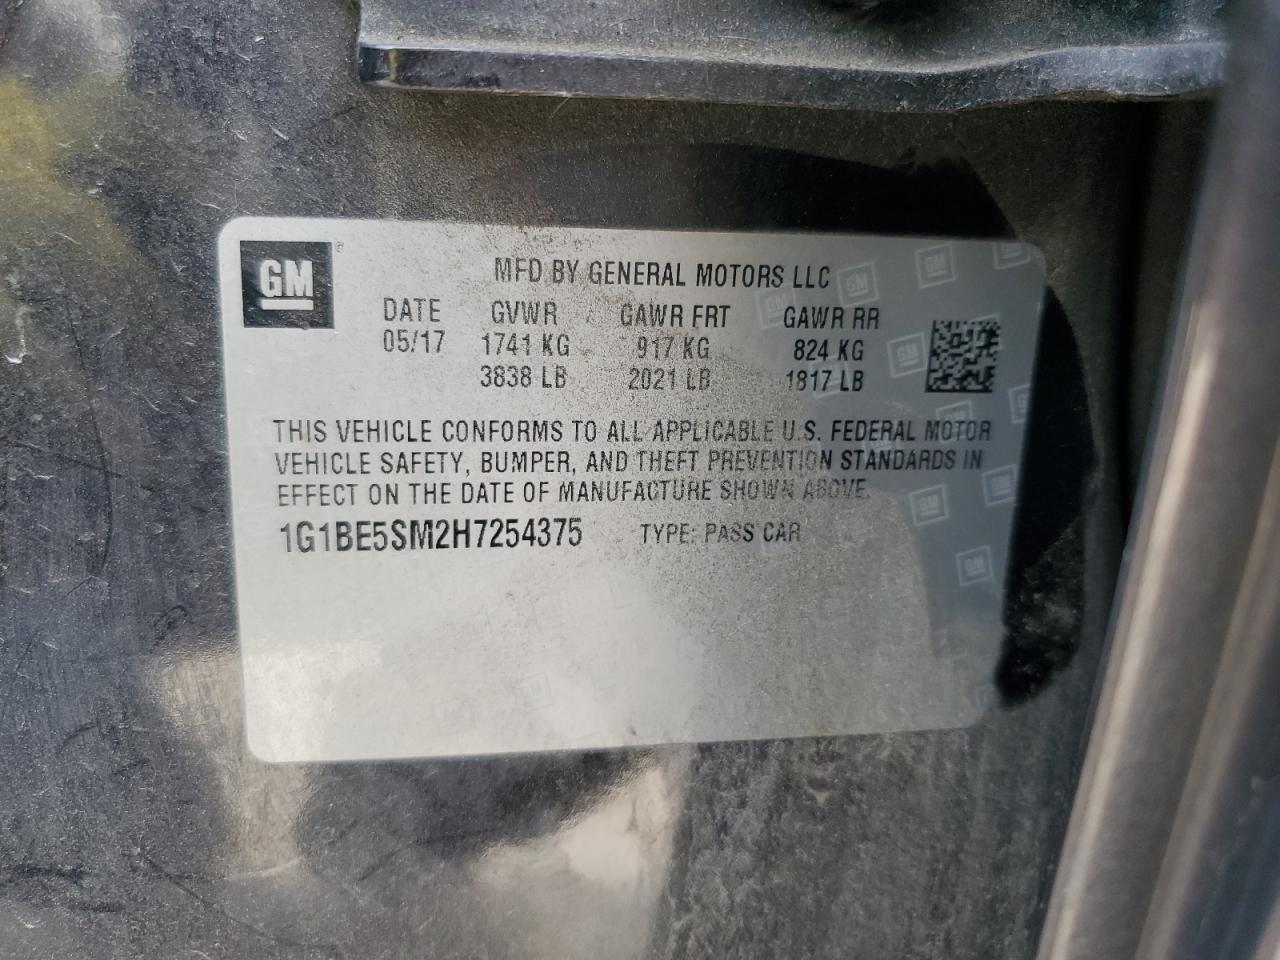 GM
MFD BY GENERAL MOTORS LLC
DATE GVWR GAWR FRT GAWR RR
05/17 1741 KG 917 KG 824 KG
3838 LB 2021 LB 1817 LB
THIS VEHICLE CONFORMS TO ALL APPLICABLE U.S. FEDERAL MOTOR
VEHICLE SAFETY, BUMPER, AND THEFT PREVENTION STANDARDS IN
EFFECT ON THE DATE OF MANUFACTURE SHOWN ABOVE.
1G1BE5SM2H7254375 TYPE: PASS CAR